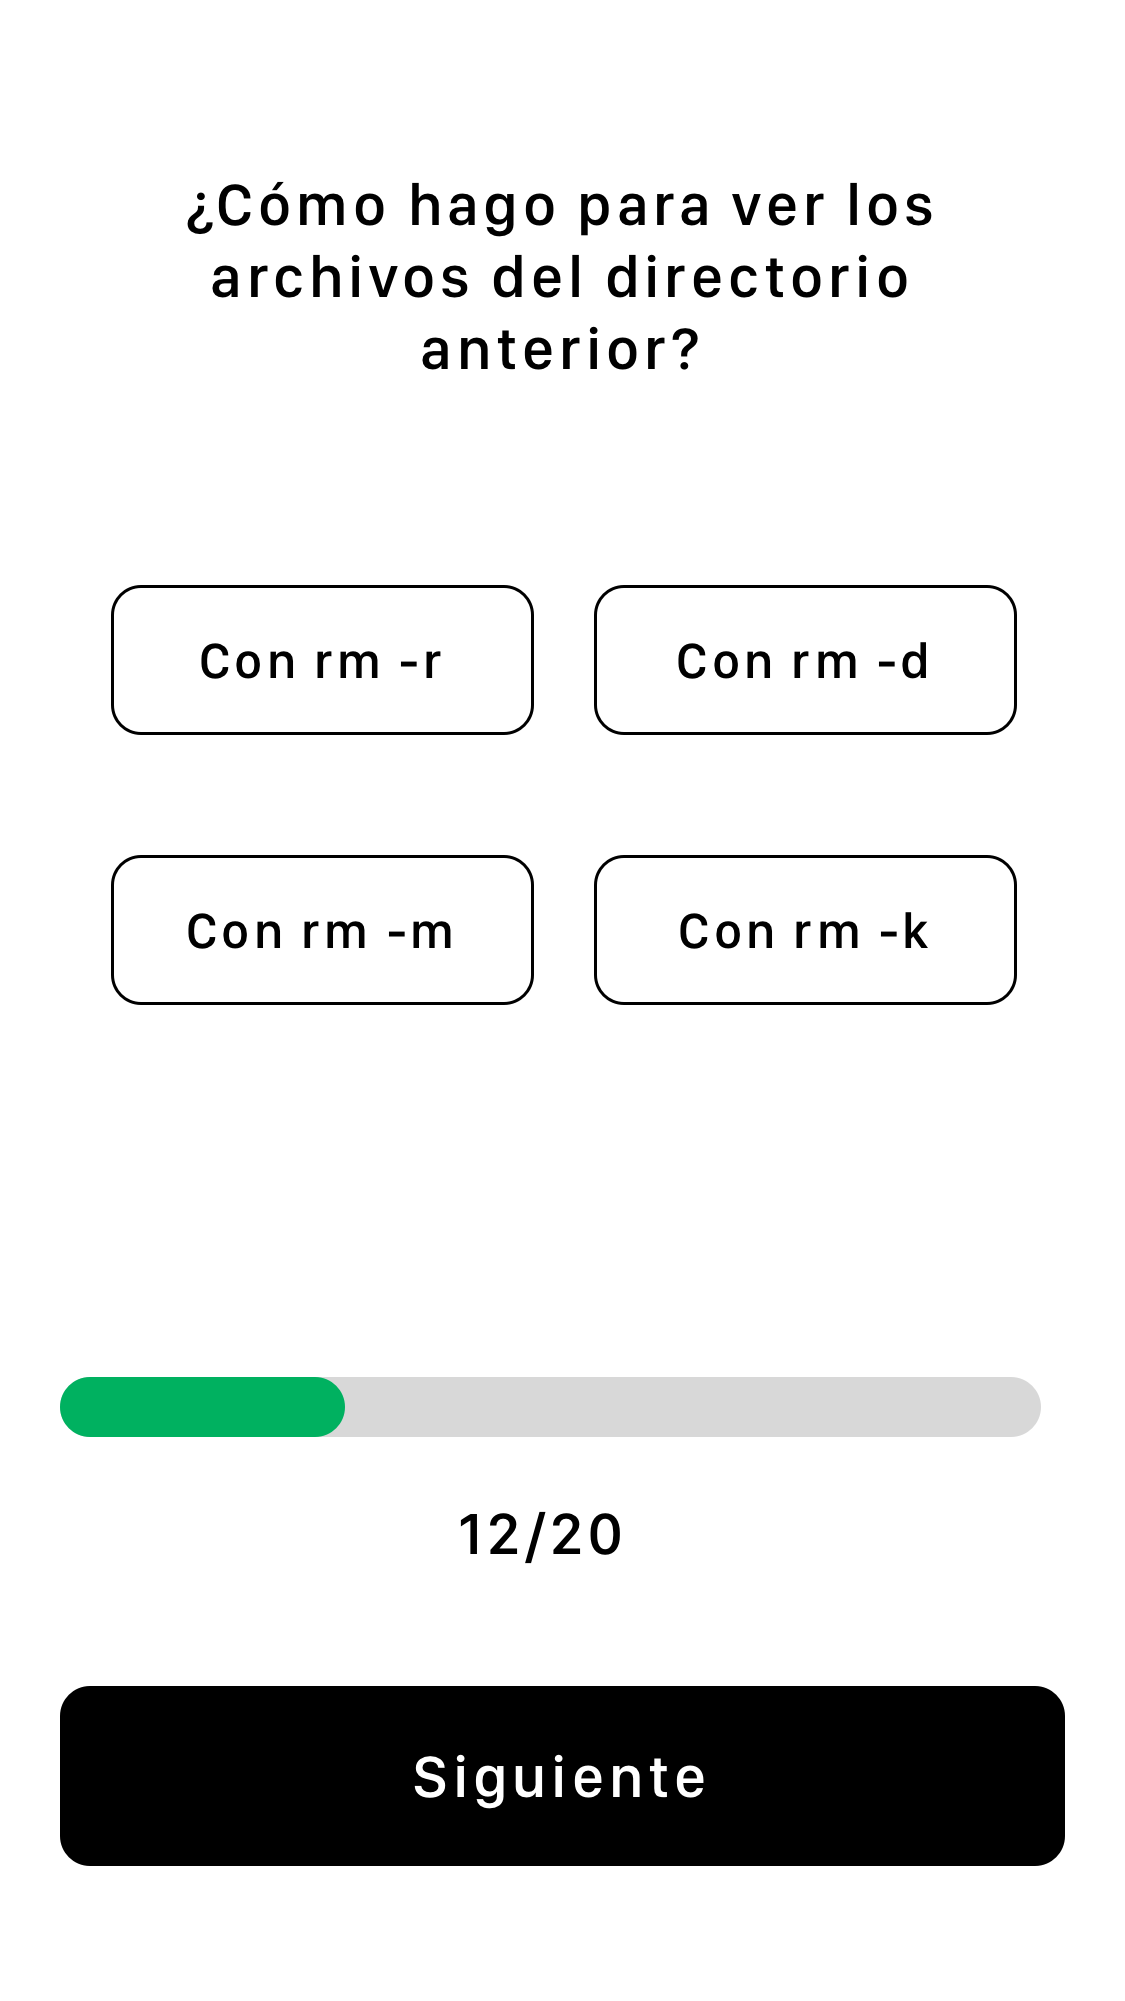 ¿Cómo hago para ver los
archivos del directorio
anterior?
Con rm -r
Con rm -d
Con rm -m
Con rm -k
12/20
Siguiente